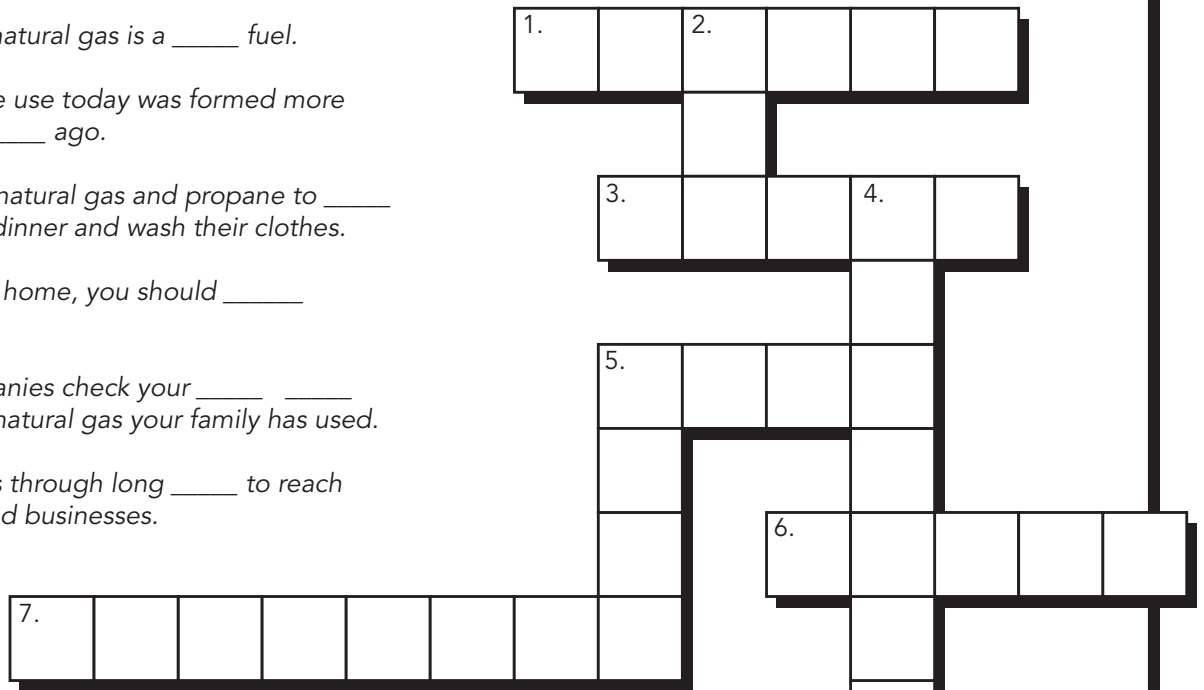 natural gas is a _____ fuel.
e use today was formed more
____ ago.
natural gas and propane to _____
dinner and wash their clothes.
home, you should ______
anies check your _____ _____
natural gas your family has used.
s through long _____ to reach
d businesses.
1.
2.
3.
4.
5.
6.
7.